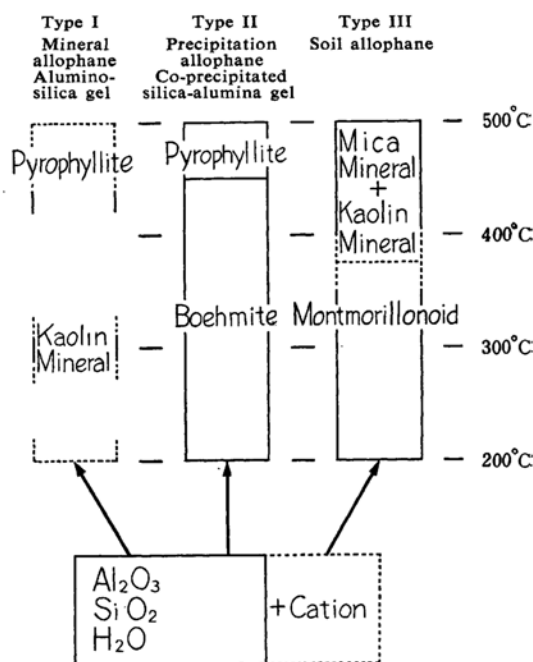 Type I
Mineral
allophane
Alumino-
silica gel
Type II
Precipitation
allophane
Co-precipitated
silica-alumina gel
Type III
Soil allophane
500°C
400°C
300°C
200°C
Pyrophyllite
Kaolin
Mineral
Pyrophyllite
Boehmite
Mica
Mineral
+
Kaolin
Mineral
Montmorillonoid
Al₂O₃
SiO₂
H₂O
+Cation